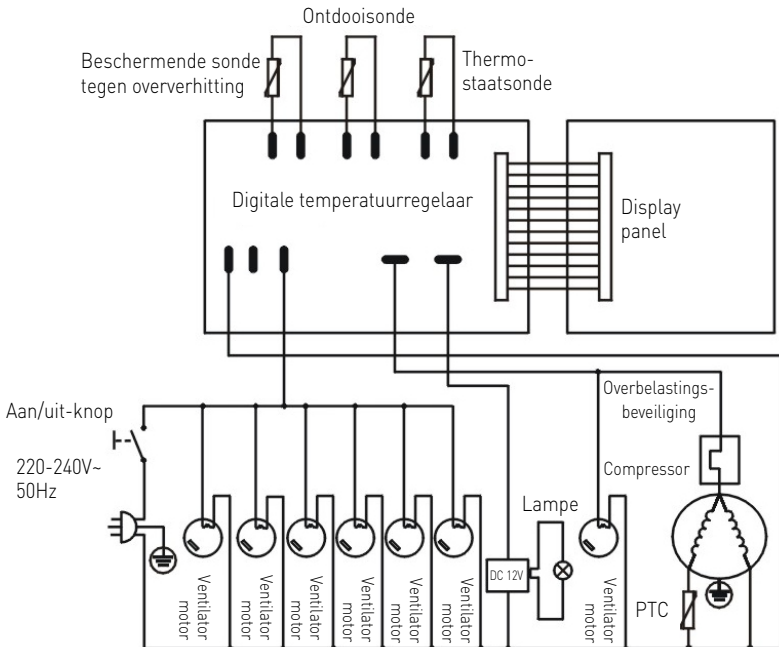 Ontdooisonde
Beschermende sonde
tegen oververhitting
Thermo-
staatsonde
Digitale temperatuurregelaar
Display
panel
Aan/uit-knop
220-240V~
50Hz
Overbelastings-
beveiliging
Compressor
Lampe
DC 12V
PTC
Ventilator
motor
Ventilator
motor
Ventilator
motor
Ventilator
motor
Ventilator
motor
Ventilator
motor
Ventilator
motor